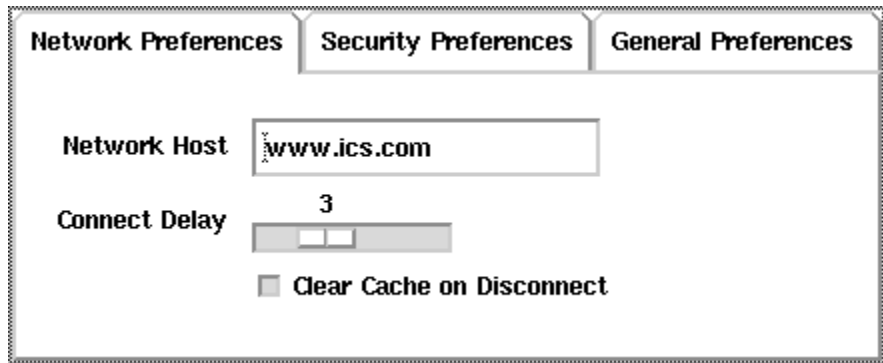 Network Preferences Security Preferences General Preferences
Network Host www.ics.com
3
Connect Delay
Clear Cache on Disconnect